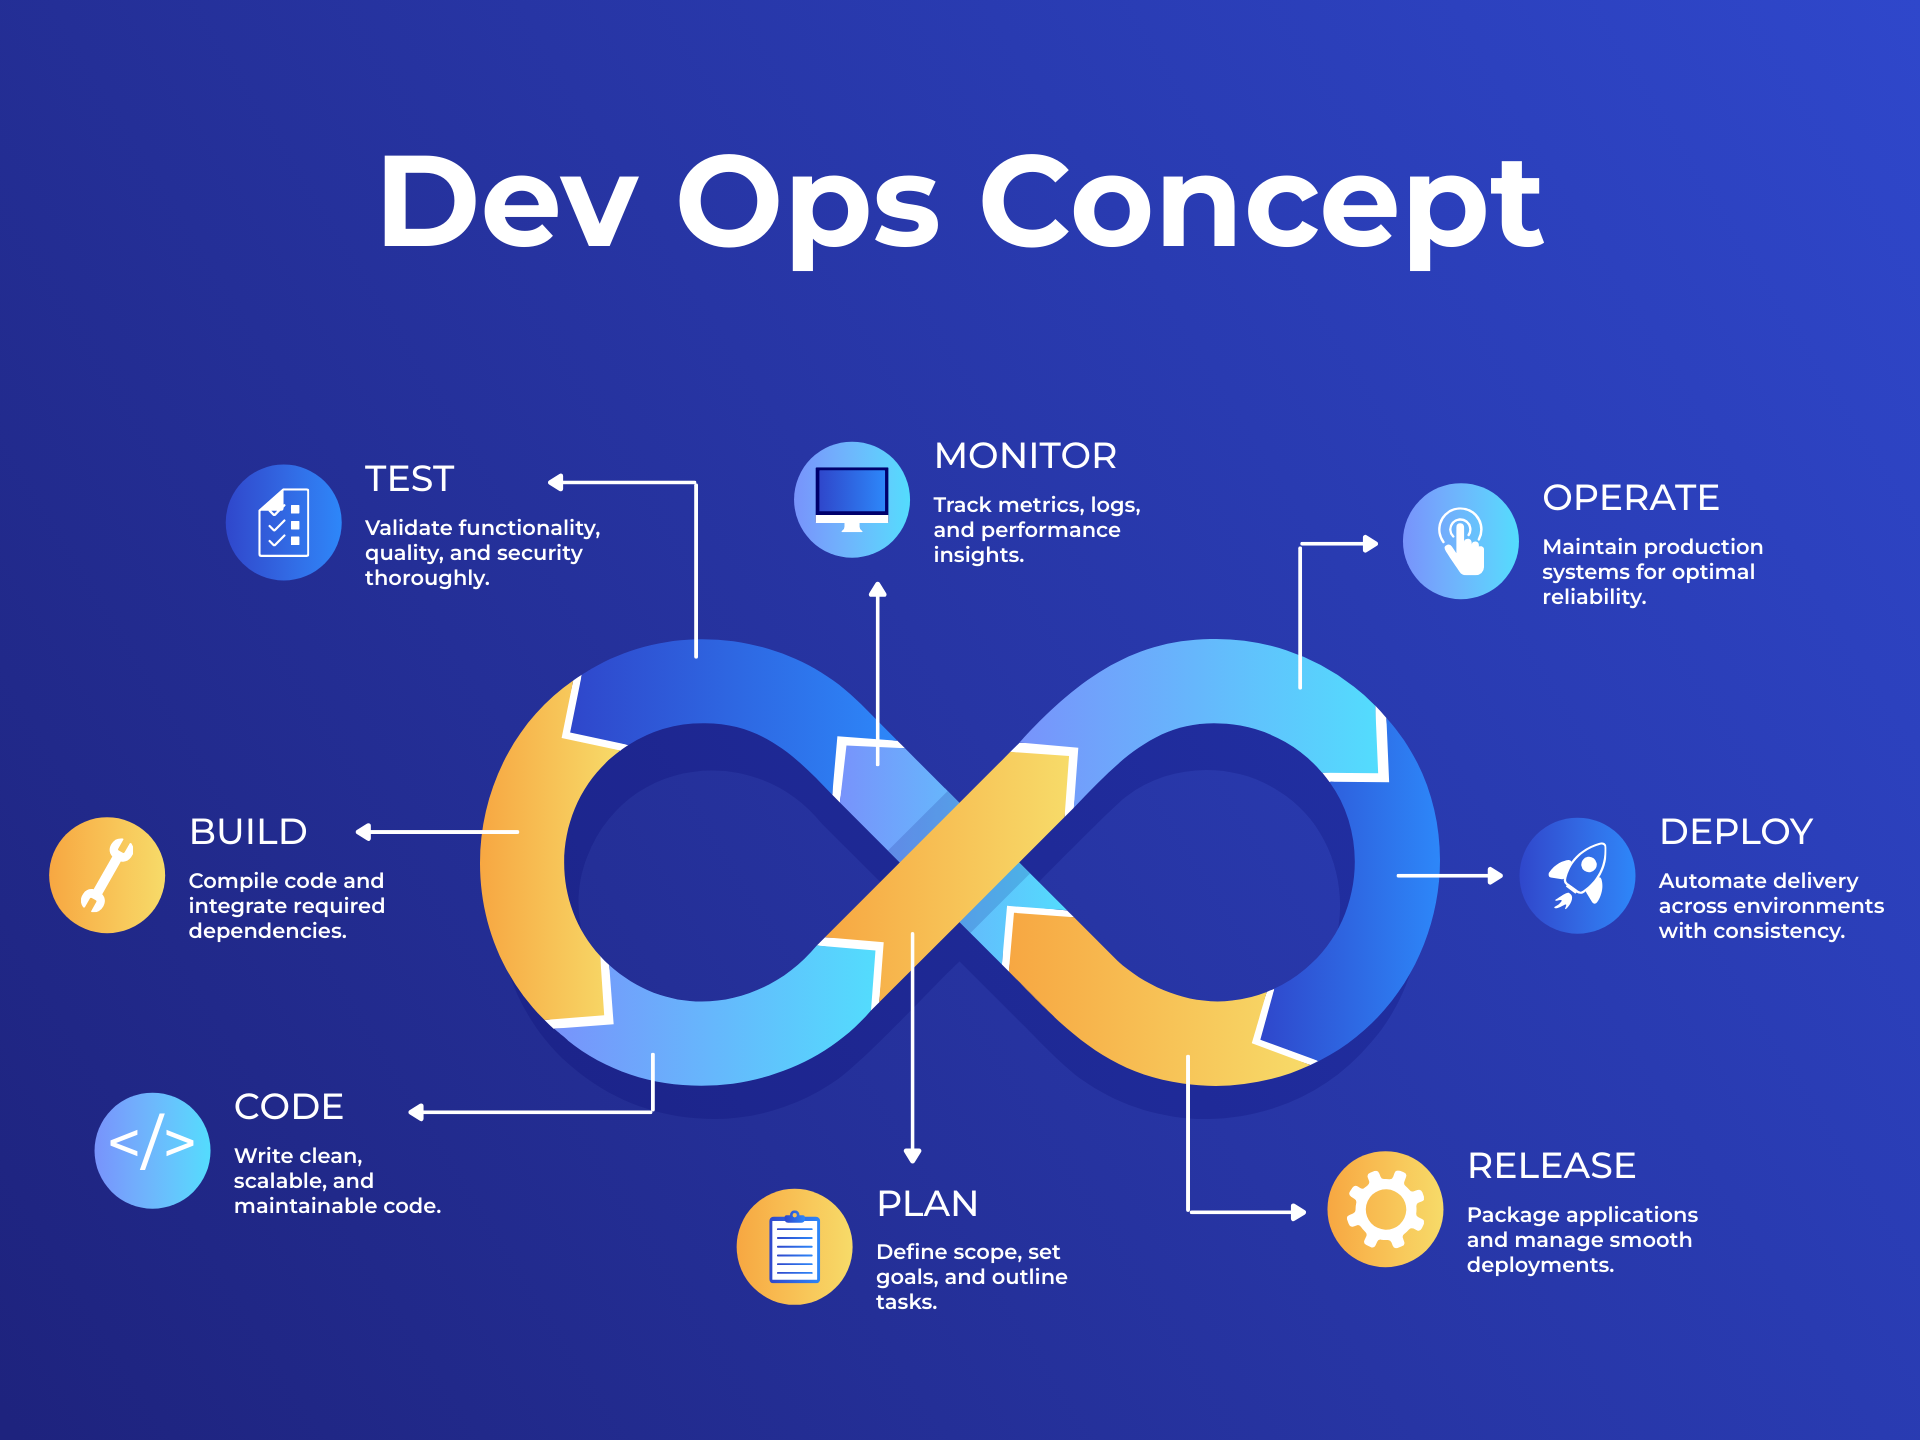 Dev Ops Concept
TEST
Validate functionality,
quality, and security
thoroughly.
MONITOR
Track metrics, logs,
and performance
insights.
OPERATE
Maintain production
systems for optimal
reliability.
BUILD
Compile code and
integrate required
dependencies.
DEPLOY
Automate delivery
across environments
with consistency.
</>
CODE
Write clean,
scalable, and
maintainable code.
PLAN
Define scope, set
goals, and outline
tasks.
RELEASE
Package applications
and manage smooth
deployments.